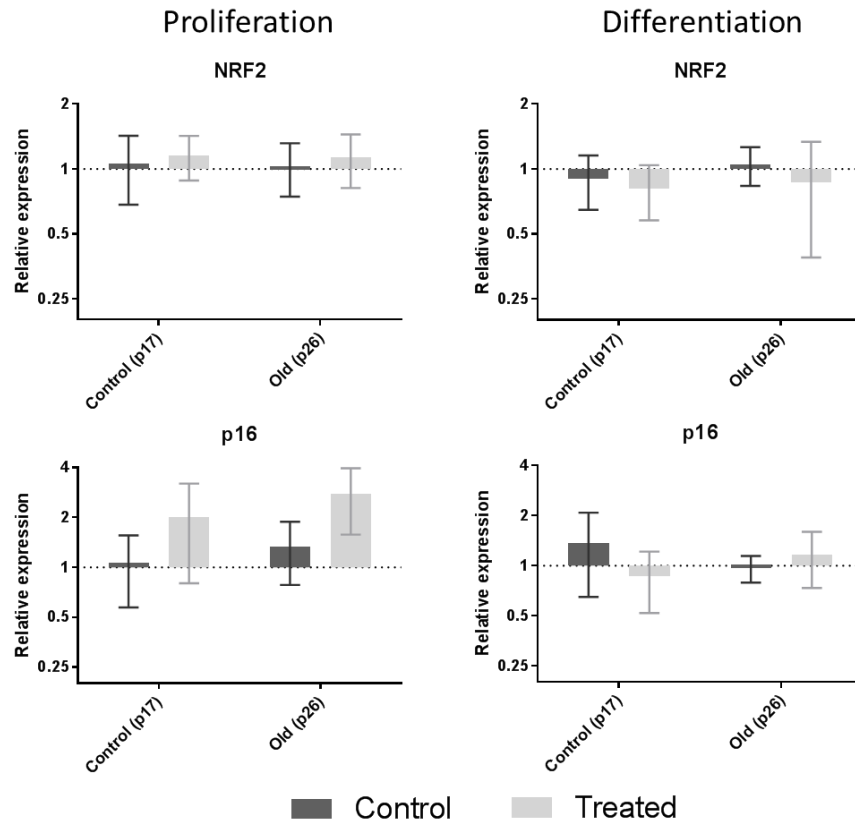 Proliferation
Differentiation
NRF2
NRF2
Relative expression
2
1
0.5
0.25
Control (p17)
Old (p26)
Relative expression
2
1
0.5
0.25
Control (p17)
Old (p26)
p16
p16
Relative expression
4
2
1
0.5
0.25
Control (p17)
Old (p26)
Relative expression
4
2
1
0.5
0.25
Control (p17)
Old (p26)
Control
Treated